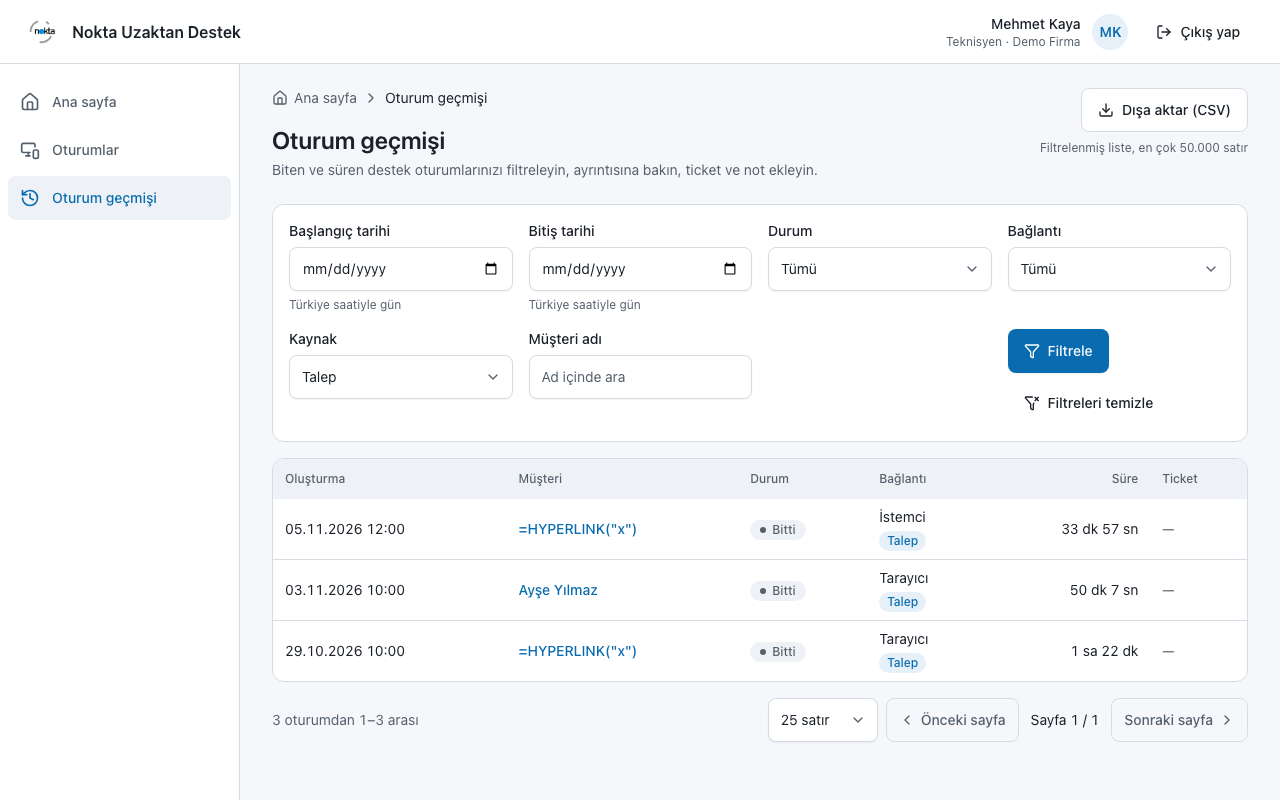 nokta
Nokta Uzaktan Destek
Mehmet Kaya
Teknisyen · Demo Firma
MK
Çıkış yap
Ana sayfa
Oturumlar
Oturum geçmişi
Ana sayfa > Oturum geçmişi
Dışa aktar (CSV)
Filtrelenmiş liste, en çok 50.000 satır
Oturum geçmişi
Biten ve süren destek oturumlarınızı filtreleyin, ayrıntısına bakın, ticket ve not ekleyin.
Başlangıç tarihi Bitiş tarihi Durum Bağlantı
mm/dd/yyyy mm/dd/yyyy Tümü Tümü
Türkiye saatiyle gün Türkiye saatiyle gün
Kaynak Müşteri adı
Talep Ad içinde ara
Filtrele
Filtreleri temizle
Oluşturma Müşteri Durum Bağlantı Süre Ticket
05.11.2026 12:00 =HYPERLINK("x") Bitti İstemci Talep 33 dk 57 sn —
03.11.2026 10:00 Ayşe Yılmaz Bitti Tarayıcı Talep 50 dk 7 sn —
29.10.2026 10:00 =HYPERLINK("x") Bitti Tarayıcı Talep 1 sa 22 dk —
3 oturumdan 1–3 arası 25 satır Önceki sayfa Sayfa 1 / 1 Sonraki sayfa